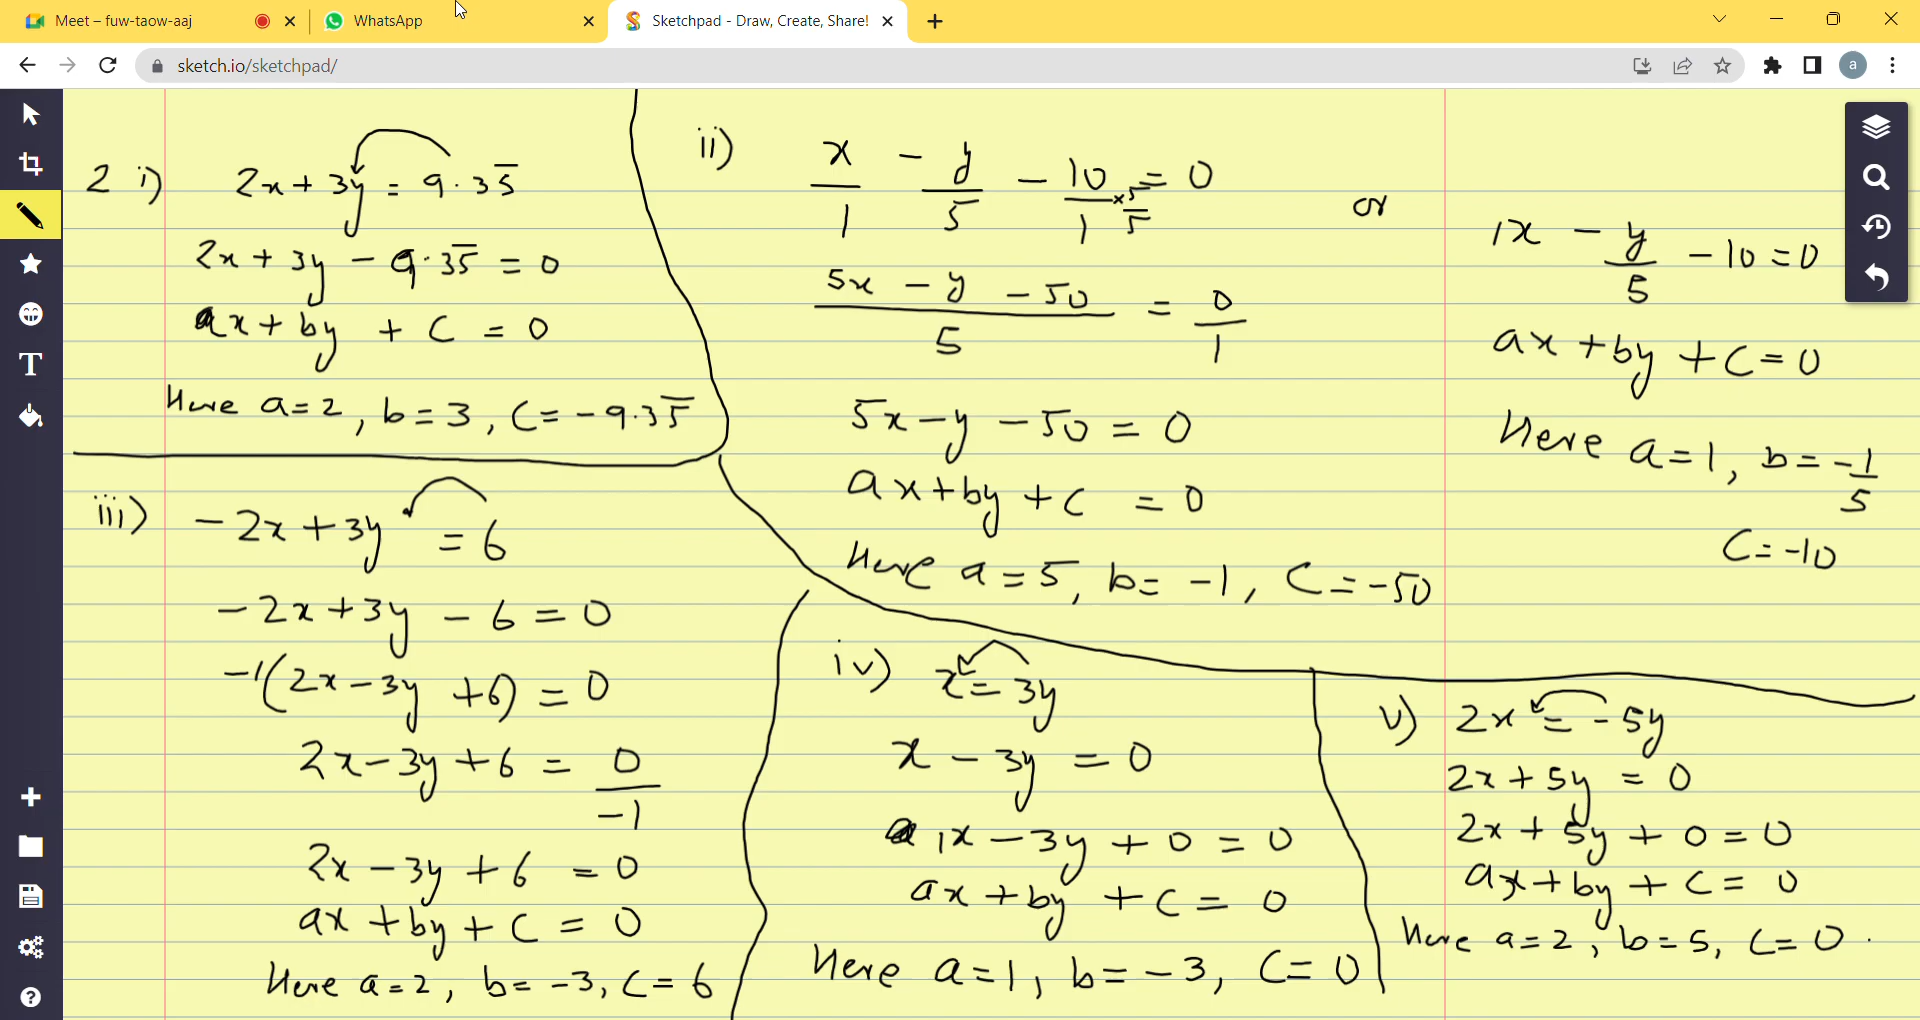 Meet – fuw-taow-aaj
WhatsApp
Sketchpad - Draw, Create, Share!
sketch.io/sketchpad/
a
T
2 i) 2x + 3y = 9.35̅
2x + 3y − 9.35̅ = 0
ax + by + C = 0
Here a=2, b=3, C= −9.35̅
ii) x/1 − y/5 − 10/1 ×5/5 = 0
(5x − y − 50)/5 = 0/1
5x − y − 50 = 0
ax + by + c = 0
Here a = 5, b= −1, C= −50
or
1x − y/5 − 10 = 0
ax + by + C = 0
Here a=1, b= −1/5
C= −10
iii) −2x + 3y = 6
−2x + 3y − 6 = 0
−1(2x − 3y + 6) = 0
2x − 3y + 6 = 0/−1
2x − 3y + 6 = 0
ax + by + C = 0
Here a=2, b= −3, C= 6
iv) x = 3y
x − 3y = 0
1x − 3y + 0 = 0
ax + by + C = 0
Here a=1, b= −3, C= 0
v) 2x = −5y
2x + 5y = 0
2x + 5y + 0 = 0
ax + by + C = 0
Here a=2, b=5, C= 0.